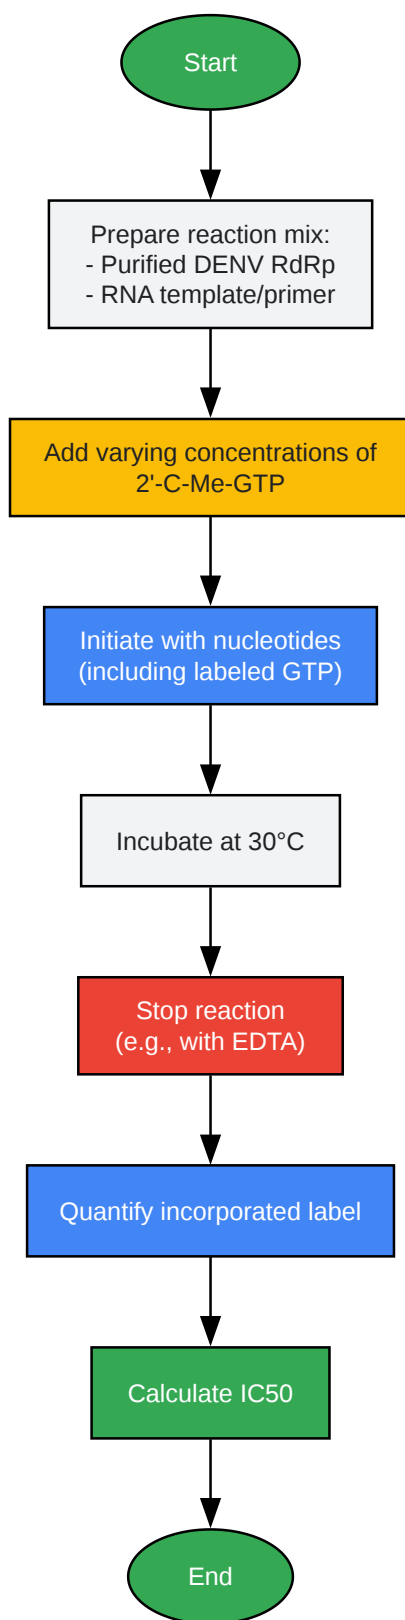 Start
Prepare reaction mix:
- Purified DENV RdRp
- RNA template/primer
Add varying concentrations of
2'-C-Me-GTP
Initiate with nucleotides
(including labeled GTP)
Incubate at 30°C
Stop reaction
(e.g., with EDTA)
Quantify incorporated label
Calculate IC50
End